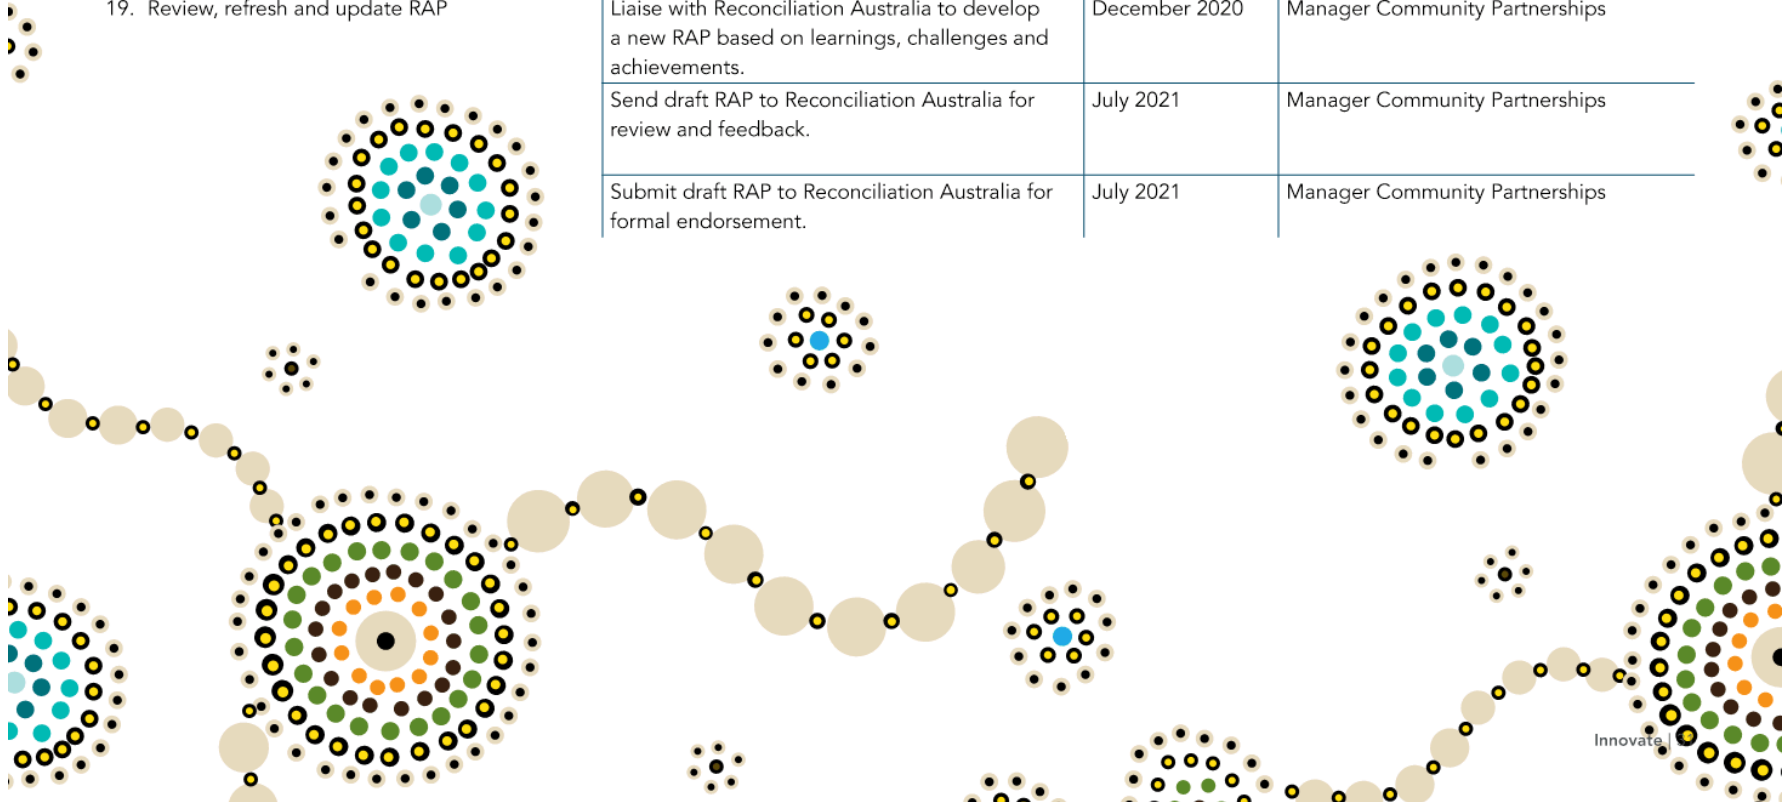 19. Review, refresh and update RAP
Liaise with Reconciliation Australia to develop
a new RAP based on learnings, challenges and
achievements.
December 2020
Manager Community Partnerships
Send draft RAP to Reconciliation Australia for
review and feedback.
July 2021
Manager Community Partnerships
Submit draft RAP to Reconciliation Australia for
formal endorsement.
July 2021
Manager Community Partnerships
Innovate |